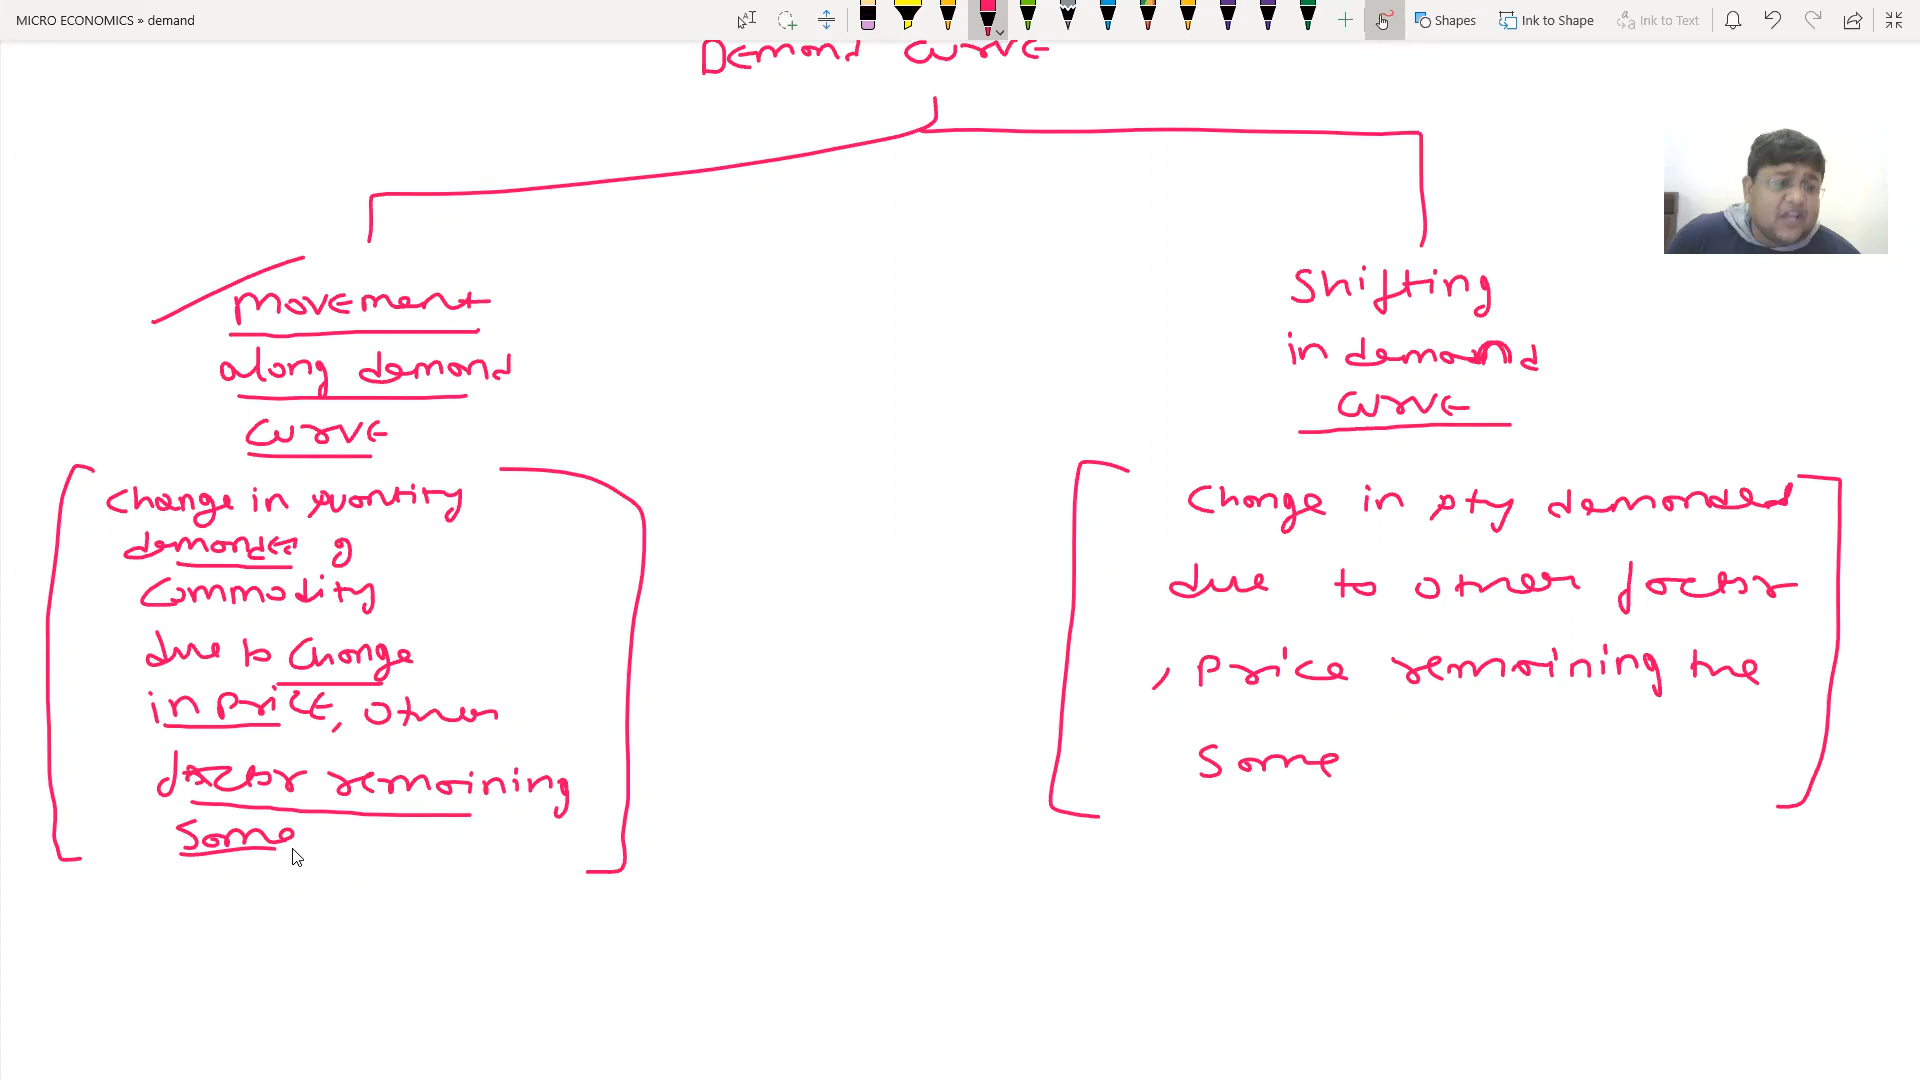 MICRO ECONOMICS » demand
Shapes
Ink to Shape
Ink to Text
Demand curve
movement
along demand
curve
Change in quantity
demanded of
Commodity
due to change
in price, other
factor remaining
same
Shifting
in demand
curve
Change in qty demanded
due to other factor
, price remaining the
same